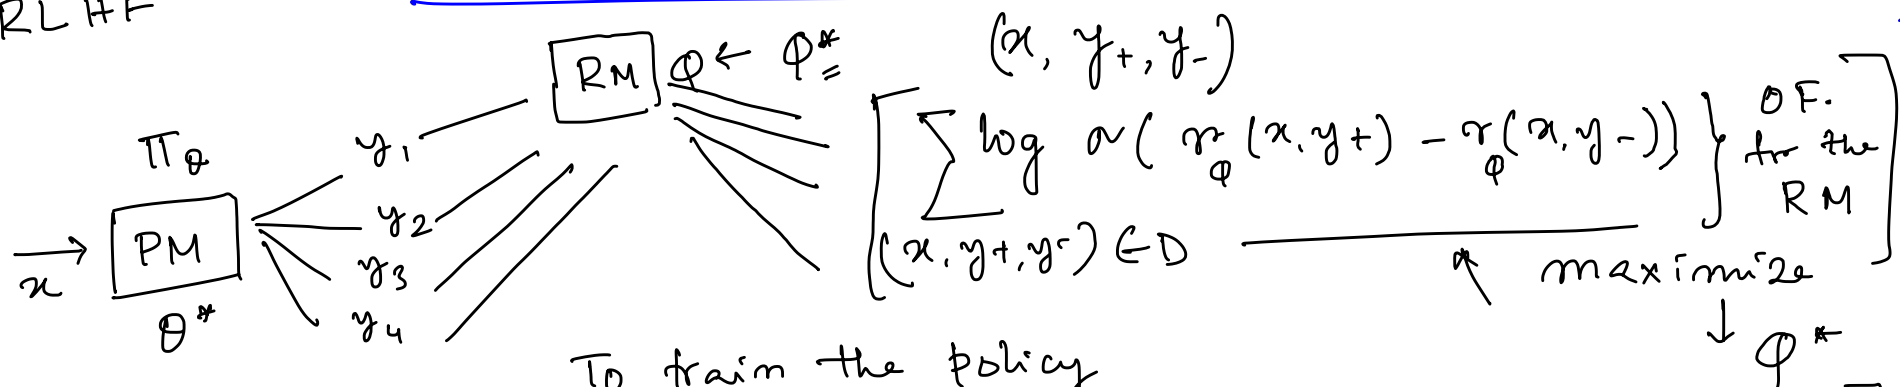 RLHF
RM φ ← φ*
(x, y+, y-)
πθ
x → PM
θ*
y1
y2
y3
y4
∑ log σ( rφ (x, y+) - rφ (x, y-))
(x, y+, y-) ∈ D
OF.
for the
RM
maximize
↓
φ*
To train the policy